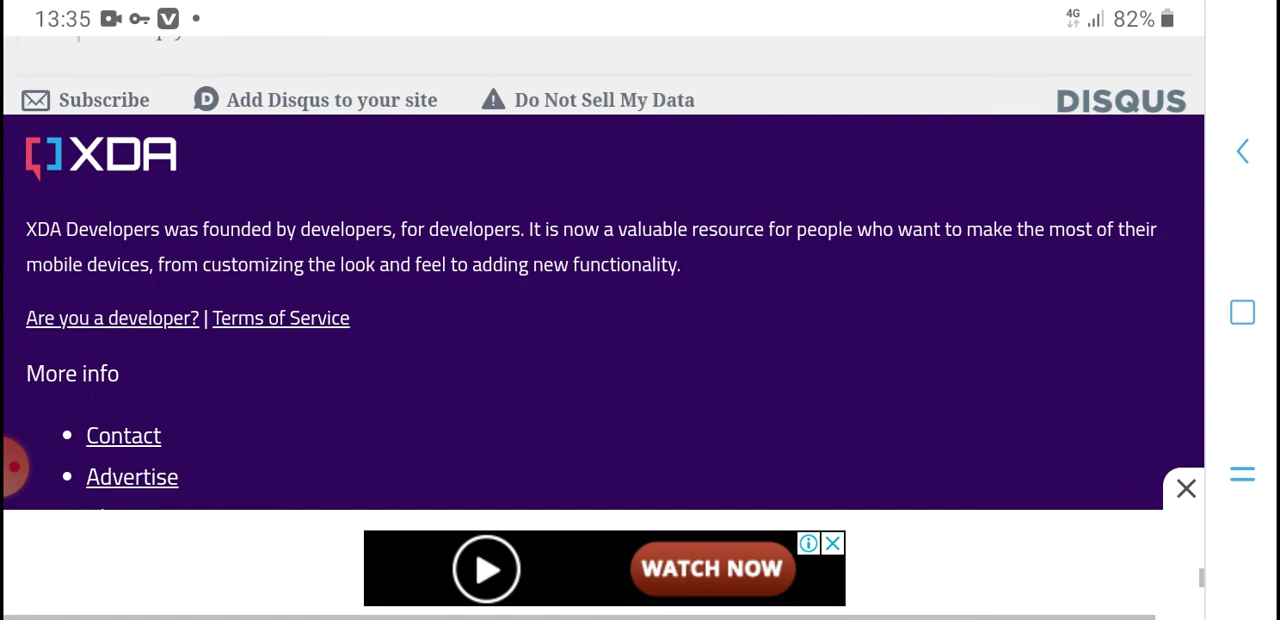 13:35 4G 82%
Subscribe Add Disqus to your site Do Not Sell My Data DISQUS
XDA
XDA Developers was founded by developers, for developers. It is now a valuable resource for people who want to make the most of their
mobile devices, from customizing the look and feel to adding new functionality.
Are you a developer? | Terms of Service
More info
• Contact
• Advertise
WATCH NOW